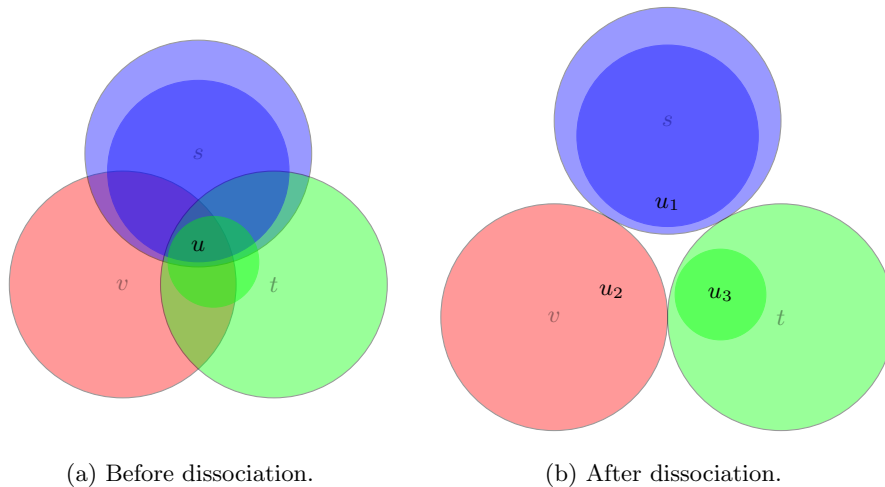 s
s
u
u₁
v
t
u₂
u₃
v
t
(a) Before dissociation.
(b) After dissociation.